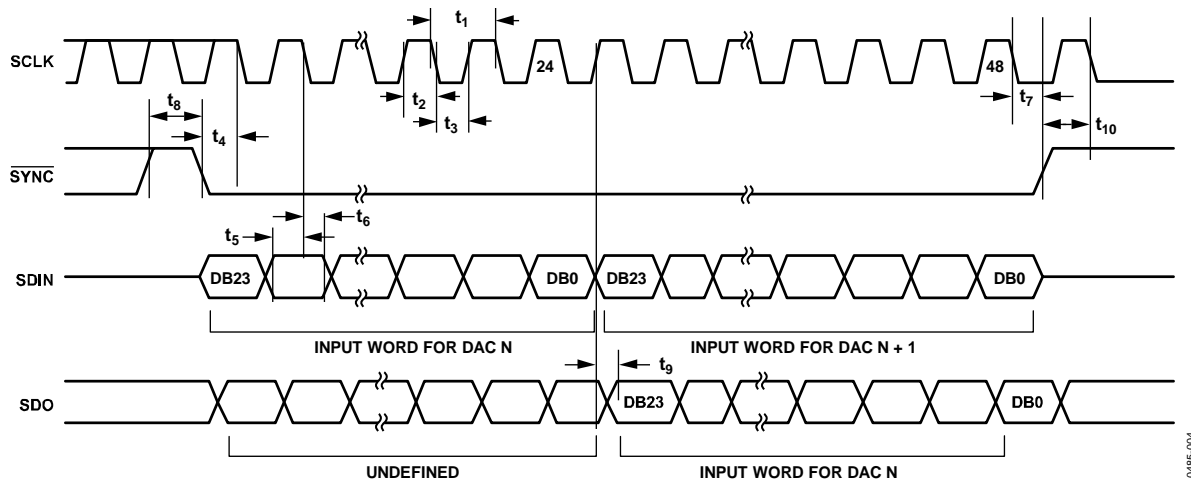 t1
SCLK
24
48
t2
t3
t7
t8
t4
t10
SYNC
t6
t5
SDIN
DB23
DB0
DB23
DB0
INPUT WORD FOR DAC N
INPUT WORD FOR DAC N + 1
t9
SDO
DB23
DB0
UNDEFINED
INPUT WORD FOR DAC N